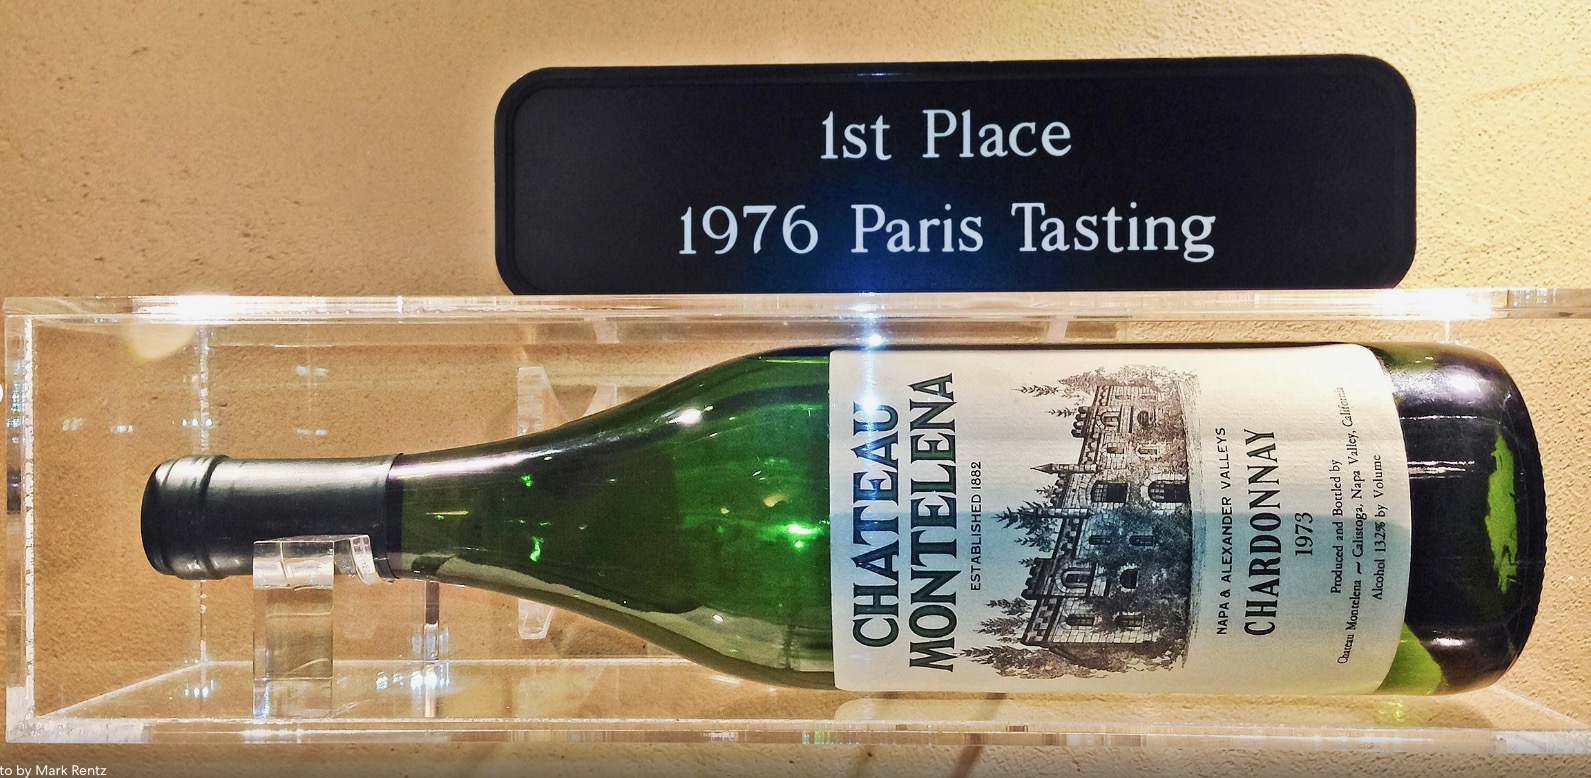 1st Place
1976 Paris Tasting
CHATEAU
MONTELENA
ESTABLISHED 1882
NAPA & ALEXANDER VALLEYS
CHARDONNAY
1973
Produced and Bottled by
Chateau Montelena ~ Calistoga, Napa Valley, California
Alcohol 13.2% by Volume
to by Mark Rentz